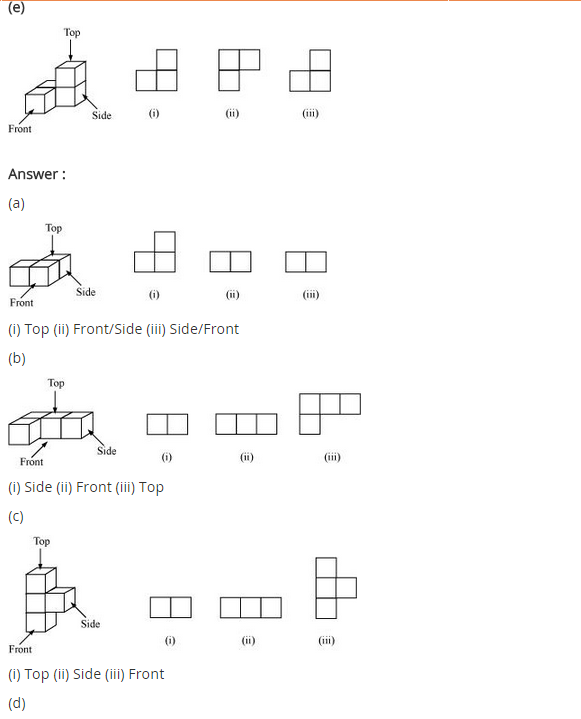 (e)
Top
Side
Front
(i) (ii) (iii)
Answer :
(a)
Top
Side
Front
(i) (ii) (iii)
(i) Top (ii) Front/Side (iii) Side/Front
(b)
Top
Side
Front
(i) (ii) (iii)
(i) Side (ii) Front (iii) Top
(c)
Top
Side
Front
(i) (ii) (iii)
(i) Top (ii) Side (iii) Front
(d)